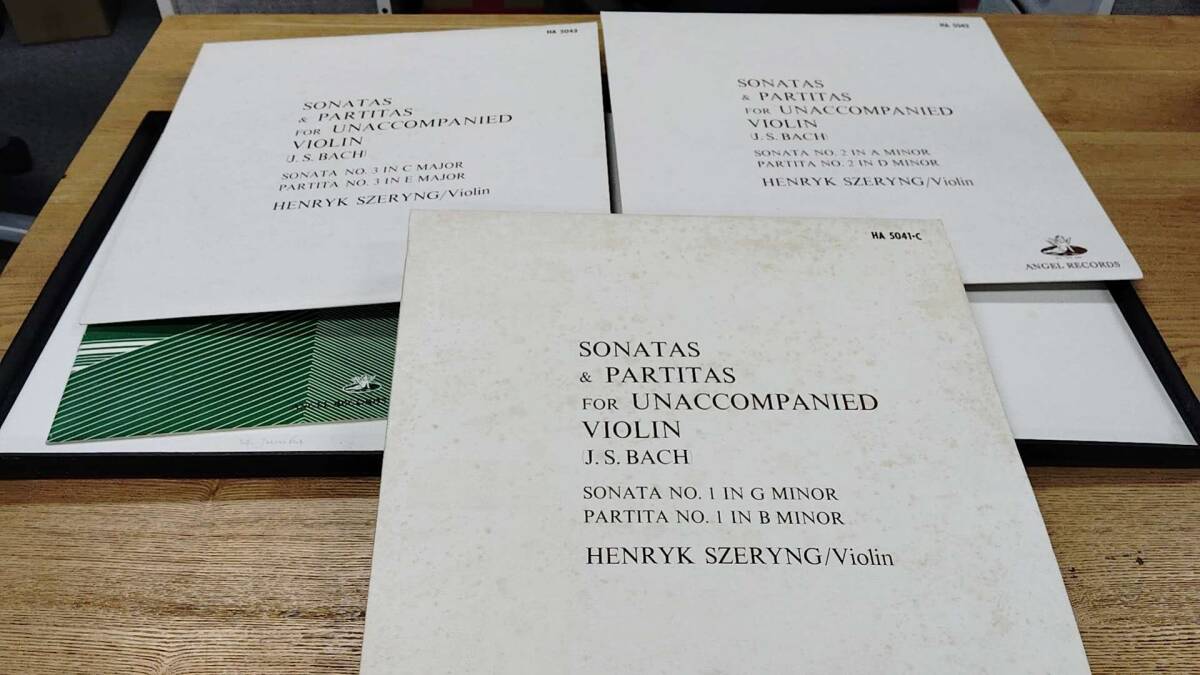 HA 5043
SONATAS
& PARTITAS
FOR UNACCOMPANIED
VIOLIN
(J. S. BACH)
SONATA NO. 3 IN C MAJOR
PARTITA NO. 3 IN E MAJOR
HENRYK SZERYNG/Violin
HA 5042
SONATAS
& PARTITAS
FOR UNACCOMPANIED
VIOLIN
(J. S. BACH)
SONATA NO. 2 IN A MINOR
PARTITA NO. 2 IN D MINOR
HENRYK SZERYNG/Violin
ANGEL RECORDS
HA 5041-C
SONATAS
& PARTITAS
FOR UNACCOMPANIED
VIOLIN
(J. S. BACH)
SONATA NO. 1 IN G MINOR
PARTITA NO. 1 IN B MINOR
HENRYK SZERYNG/Violin